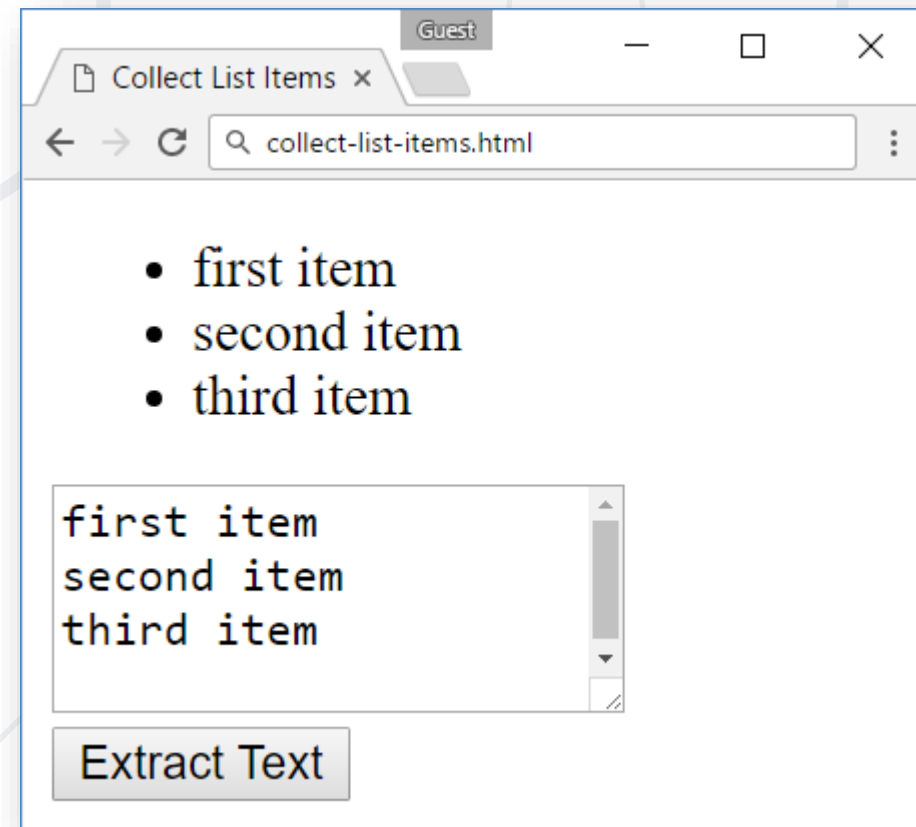 Guest
Collect List Items
collect-list-items.html
first item
second item
third item
first item
second item
third item
Extract Text